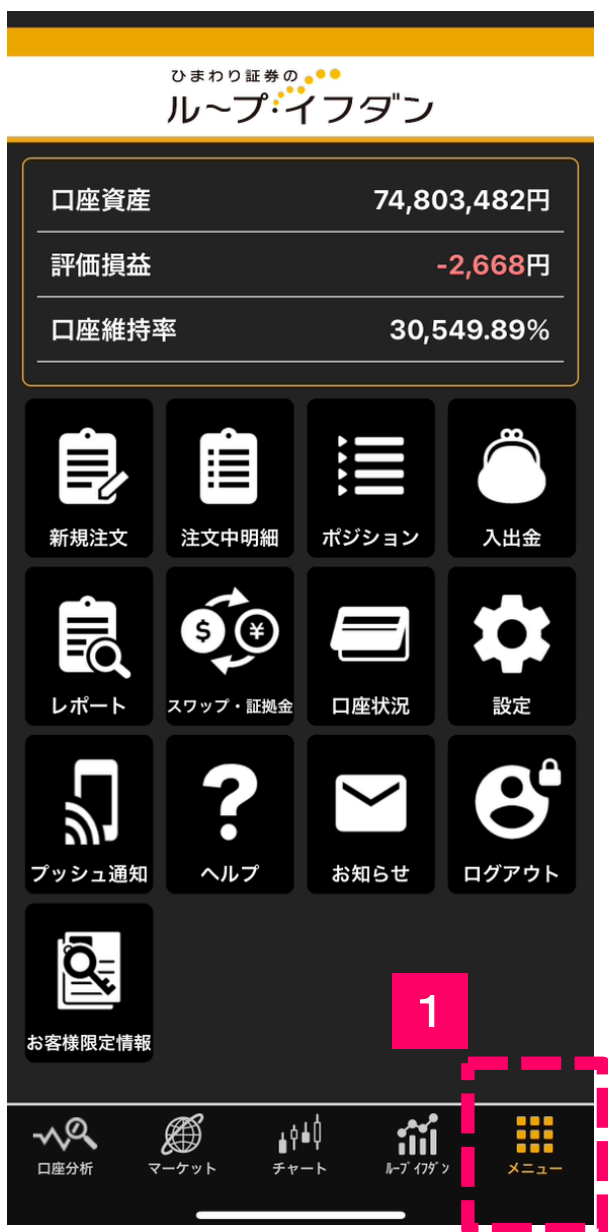 ひまわり証券の
ループ・イフダン
口座資産 74,803,482円
評価損益 -2,668円
口座維持率 30,549.89%
新規注文 注文中明細 ポジション 入出金
$ ¥
レポート スワップ・証拠金 口座状況 設定
?
プッシュ通知 ヘルプ お知らせ ログアウト
お客様限定情報
1
口座分析 マーケット チャート ﾙｰﾌﾟ ｲﾌﾀﾞﾝ メニュー